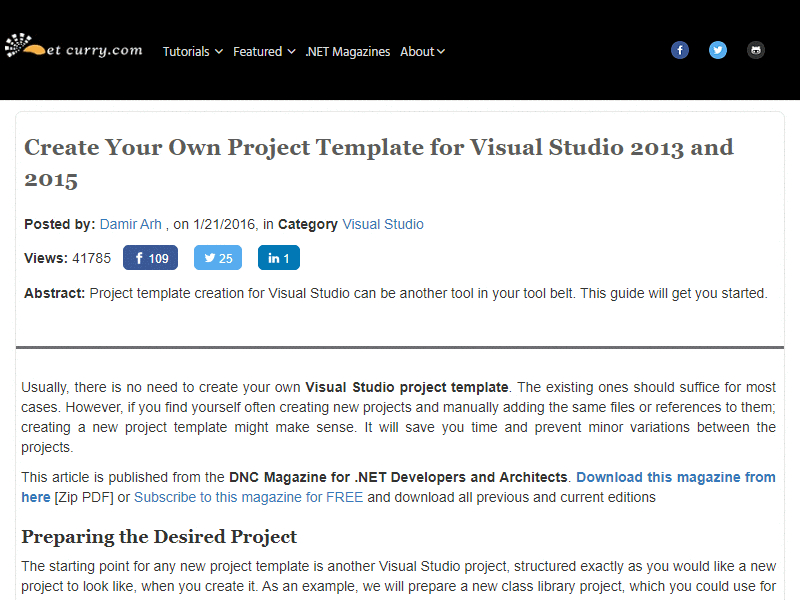 et curry.com Tutorials Featured .NET Magazines About
Create Your Own Project Template for Visual Studio 2013 and
2015
Posted by: Damir Arh , on 1/21/2016, in Category Visual Studio
Views: 41785 109 25 in 1
Abstract: Project template creation for Visual Studio can be another tool in your tool belt. This guide will get you started.
Usually, there is no need to create your own Visual Studio project template. The existing ones should suffice for most
cases. However, if you find yourself often creating new projects and manually adding the same files or references to them;
creating a new project template might make sense. It will save you time and prevent minor variations between the
projects.
This article is published from the DNC Magazine for .NET Developers and Architects. Download this magazine from
here [Zip PDF] or Subscribe to this magazine for FREE and download all previous and current editions
Preparing the Desired Project
The starting point for any new project template is another Visual Studio project, structured exactly as you would like a new
project to look like, when you create it. As an example, we will prepare a new class library project, which you could use for